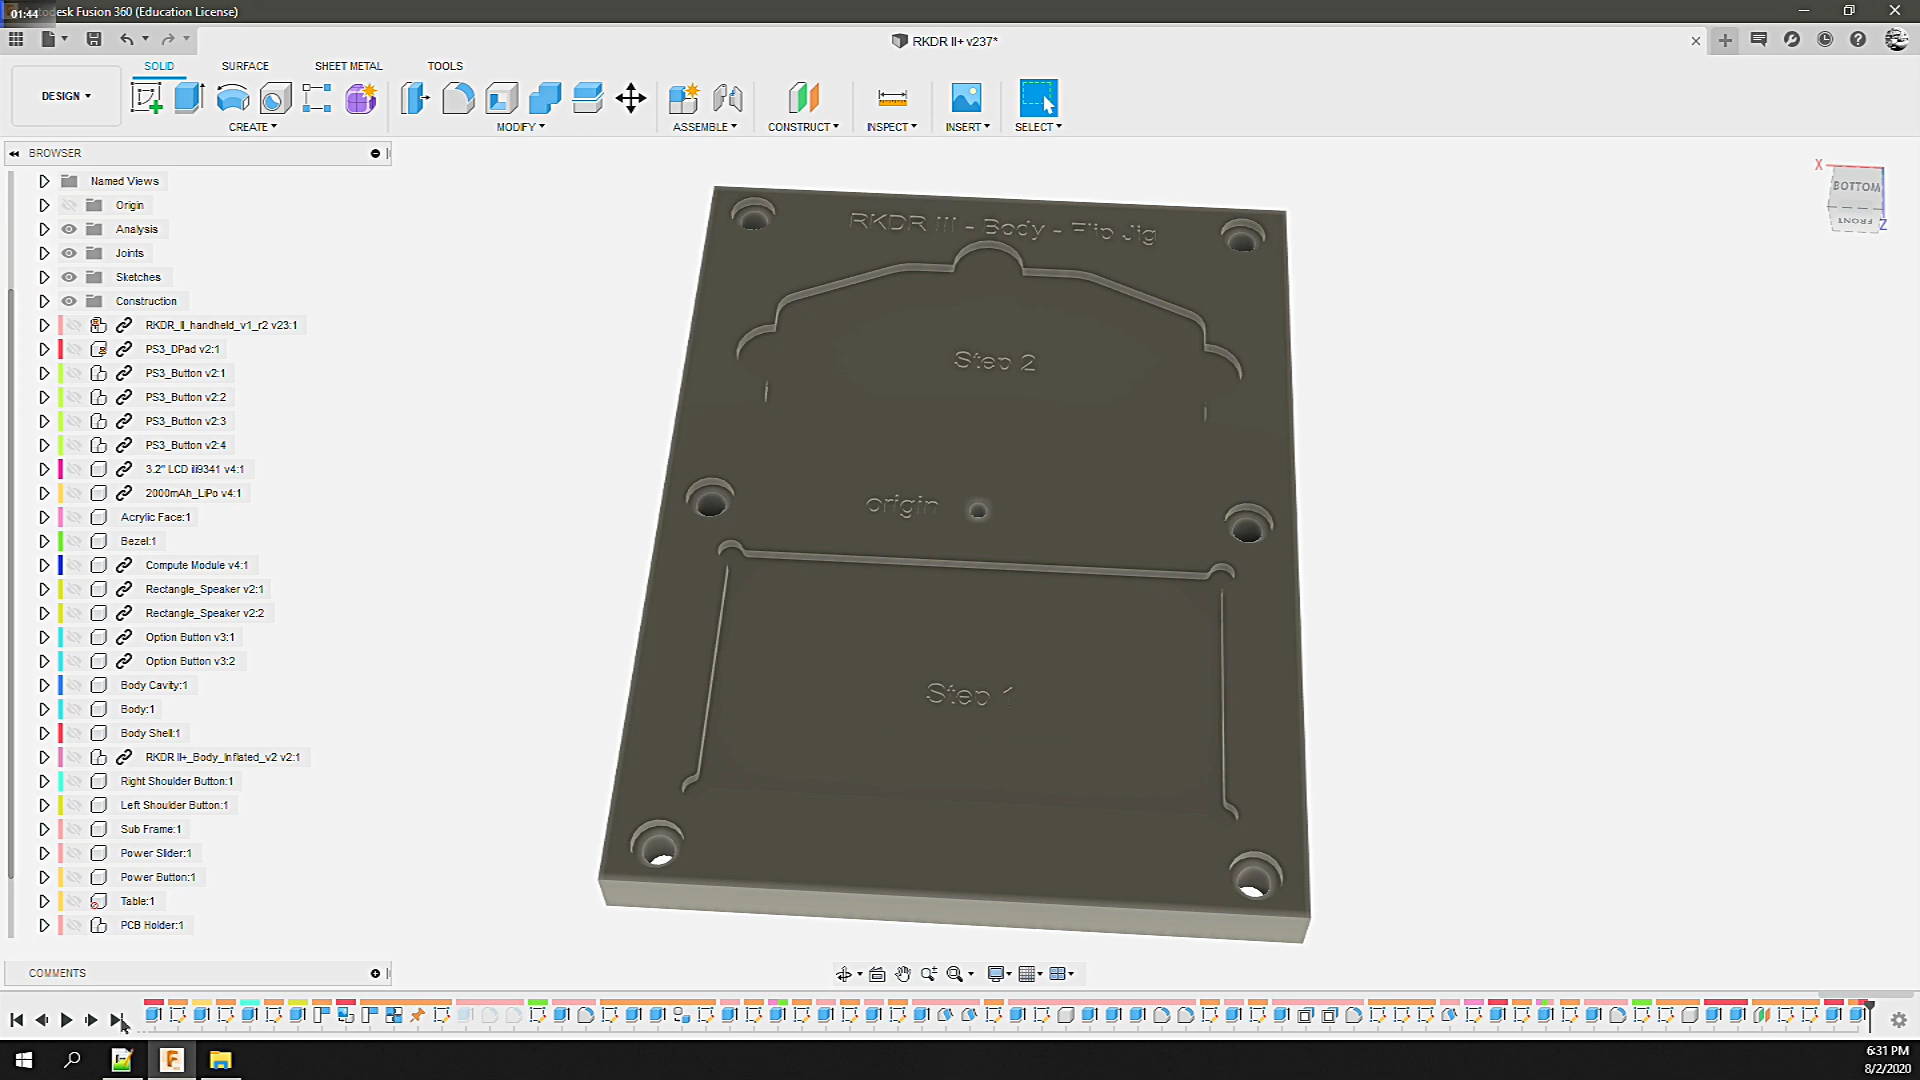 01:44
desk Fusion 360 (Education License)
RKDR II+ v237*
SOLID
SURFACE
SHEET METAL
TOOLS
DESIGN
CREATE
MODIFY
ASSEMBLE
CONSTRUCT
INSPECT
INSERT
SELECT
BROWSER
Named Views
Origin
Analysis
Joints
Sketches
Construction
RKDR_II_handheld_v1_r2 v23:1
PS3_DPad v2:1
PS3_Button v2:1
PS3_Button v2:2
PS3_Button v2:3
PS3_Button v2:4
3.2" LCD ili9341 v4:1
2000mAh_LiPo v4:1
Acrylic Face:1
Bezel:1
Compute Module v4:1
Rectangle_Speaker v2:1
Rectangle_Speaker v2:2
Option Button v3:1
Option Button v3:2
Body Cavity:1
Body:1
Body Shell:1
RKDR II+_Body_Inflated_v2 v2:1
Right Shoulder Button:1
Left Shoulder Button:1
Sub Frame:1
Power Slider:1
Power Button:1
Table:1
PCB Holder:1
COMMENTS
X
BOTTOM
FRONT
Z
RKDR III - Body - Flip Jig
Step 2
origin
Step 1
6:31 PM
8/2/2020